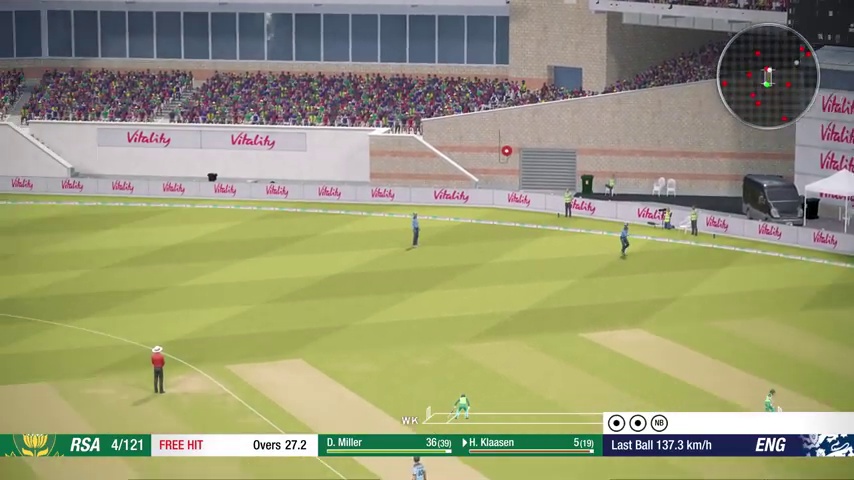 Vitality Vitality
Vitality
Vitality
Vitality
Vitality Vitality Vitality Vitality Vitality Vitality Vitality Vitality Vitality Vitality Vitality Vitality Vitality Vitality
WK
NB
RSA 4/121 FREE HIT Overs 27.2 D. Miller 36 (39) H. Klaasen 5 (19) Last Ball 137.3 km/h ENG